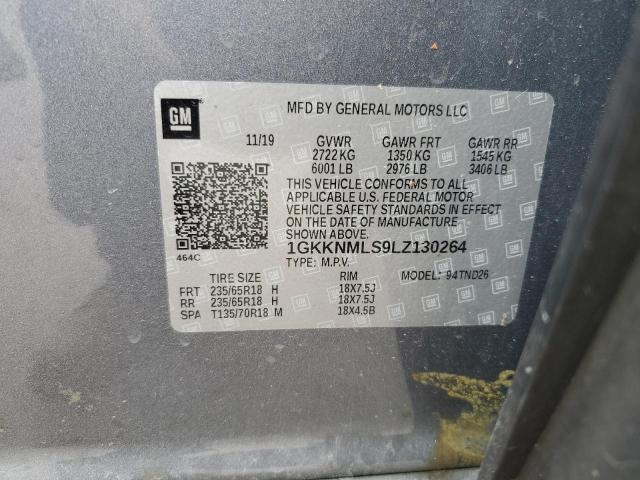 GM
MFD BY GENERAL MOTORS LLC
11/19 GVWR GAWR FRT GAWR RR
2722 KG 1350 KG 1545 KG
6001 LB 2976 LB 3406 LB
THIS VEHICLE CONFORMS TO ALL
APPLICABLE U.S. FEDERAL MOTOR
VEHICLE SAFETY STANDARDS IN EFFECT
ON THE DATE OF MANUFACTURE
SHOWN ABOVE.
464C 1GKKNMLS9LZ130264
TYPE: M.P.V. MODEL: 94TND26
TIRE SIZE RIM
FRT 235/65R18 H 18X7.5J
RR 235/65R18 H 18X7.5J
SPA T135/70R18 M 18X4.5B